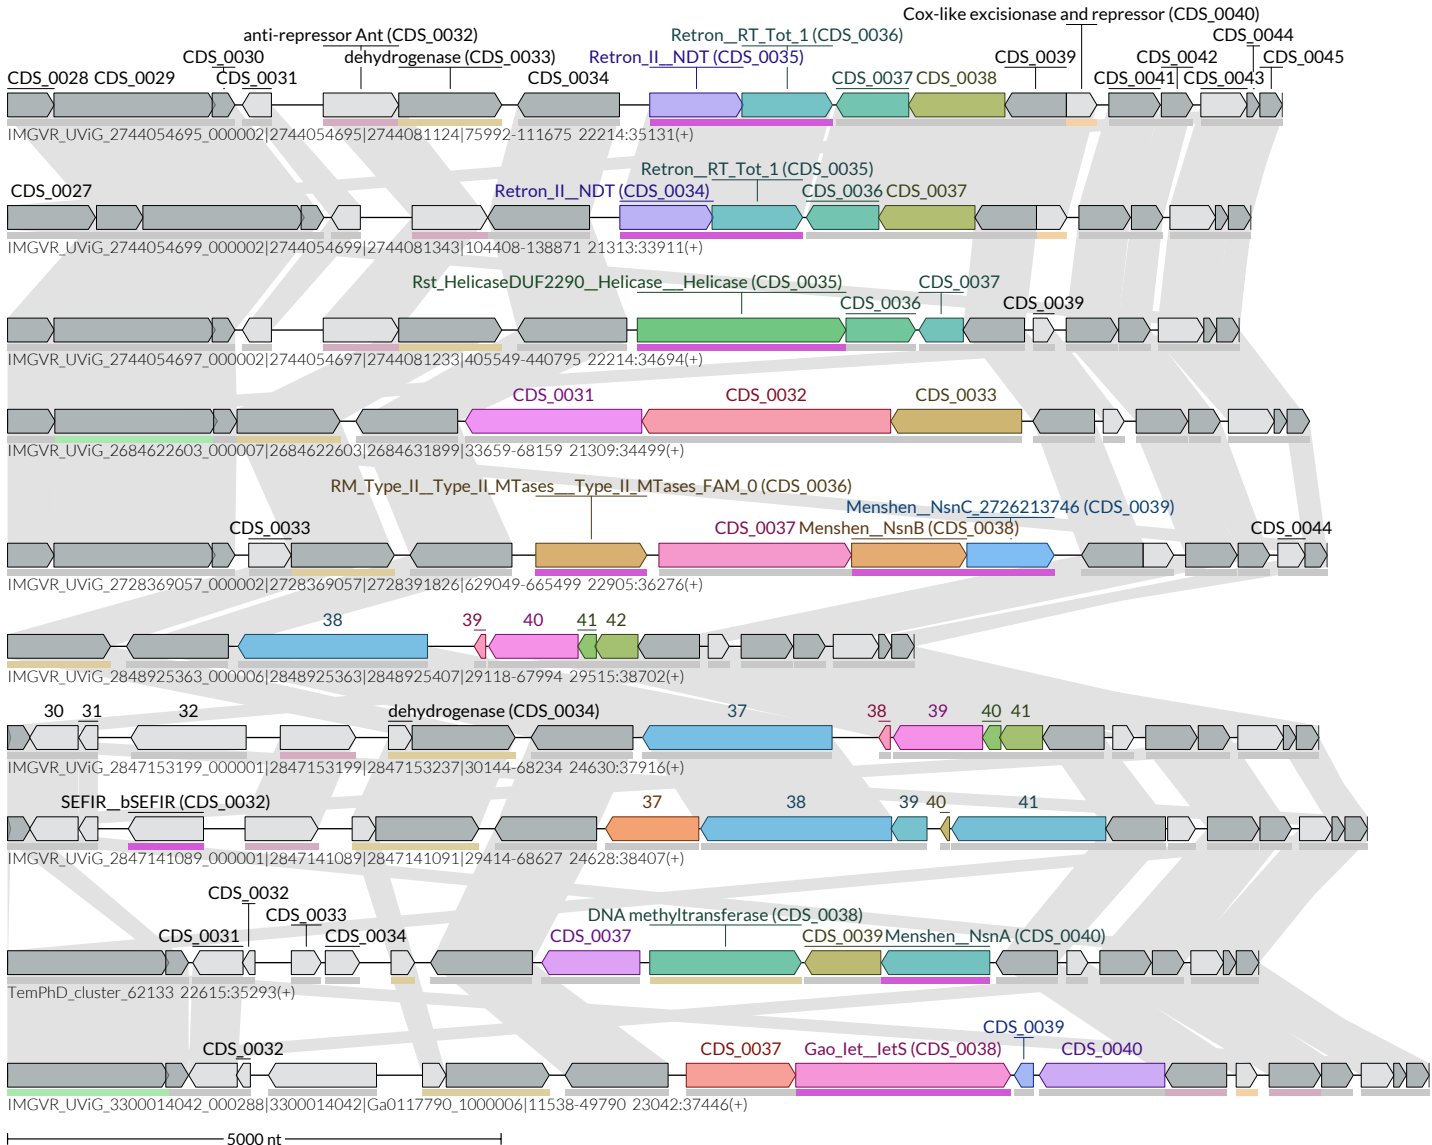 Cox-like excisionase and repressor (CDS_0040)
anti-repressor Ant (CDS_0032) Retron__RT_Tot_1 (CDS_0036) CDS_0044
CDS_0030 dehydrogenase (CDS_0033) Retron_II__NDT (CDS_0035) CDS_0039 CDS_0042 CDS_0045
CDS_0028 CDS_0029 CDS_0031 CDS_0034 CDS_0037 CDS_0038 CDS_0041 CDS_0043
IMGVR_UViG_2744054695_000002|2744054695|2744081124|75992-111675 22214:35131(+)
Retron__RT_Tot_1 (CDS_0035)
CDS_0027 Retron_II__NDT (CDS_0034) CDS_0036 CDS_0037
IMGVR_UViG_2744054699_000002|2744054699|2744081343|104408-138871 21313:33911(+)
Rst_HelicaseDUF2290__Helicase___Helicase (CDS_0035) CDS_0037
CDS_0036 CDS_0039
IMGVR_UViG_2744054697_000002|2744054697|2744081233|405549-440795 22214:34694(+)
CDS_0031 CDS_0032 CDS_0033
IMGVR_UViG_2684622603_000007|2684622603|2684631899|33659-68159 21309:34499(+)
RM_Type_II__Type_II_MTases___Type_II_MTases_FAM_0 (CDS_0036)
Menshen__NsnC_2726213746 (CDS_0039)
CDS_0033 CDS_0037 Menshen__NsnB (CDS_0038) CDS_0044
IMGVR_UViG_2728369057_000002|2728369057|2728391826|629049-665499 22905:36276(+)
38 39 40 41 42
IMGVR_UViG_2848925363_000006|2848925363|2848925407|29118-67994 29515:38702(+)
30 31 32 dehydrogenase (CDS_0034) 37 38 39 40 41
IMGVR_UViG_2847153199_000001|2847153199|2847153237|30144-68234 24630:37916(+)
SEFIR__bSEFIR (CDS_0032) 37 38 39 40 41
IMGVR_UViG_2847141089_000001|2847141089|2847141091|29414-68627 24628:38407(+)
CDS_0032
CDS_0033 DNA methyltransferase (CDS_0038)
CDS_0031 CDS_0034 CDS_0037 CDS_0039 Menshen__NsnA (CDS_0040)
TemPhD_cluster_62133 22615:35293(+)
CDS_0039
CDS_0032 CDS_0037 Gao_Iet__IetS (CDS_0038) CDS_0040
IMGVR_UViG_3300014042_000288|3300014042|Ga0117790_1000006|11538-49790 23042:37446(+)
5000 nt